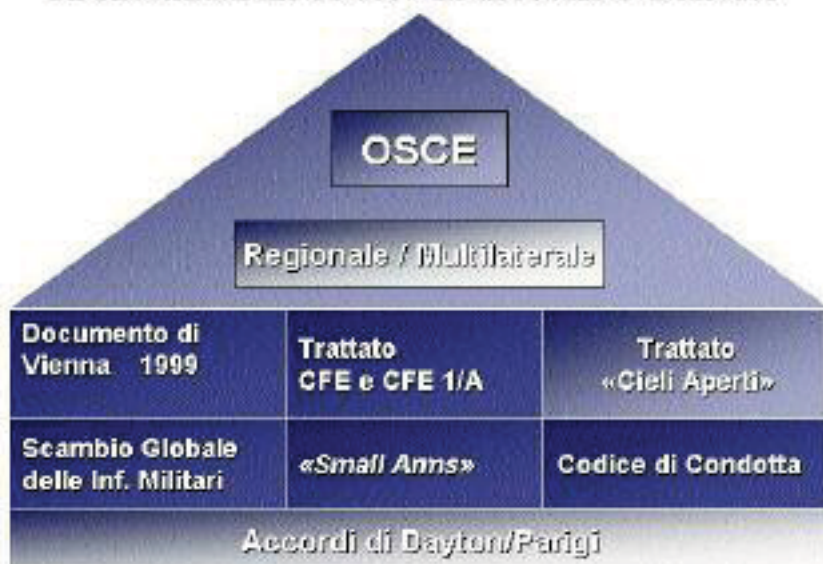 OSCE
Regionale / Multilaterale
Documento di
Vienna 1999
Trattato
CFE e CFE 1/A
Trattato
«Cieli Aperti»
Scambio Globale
delle Inf. Militari
«Small Anns»
Codice di Condotta
Accordi di Dayton/Parigi